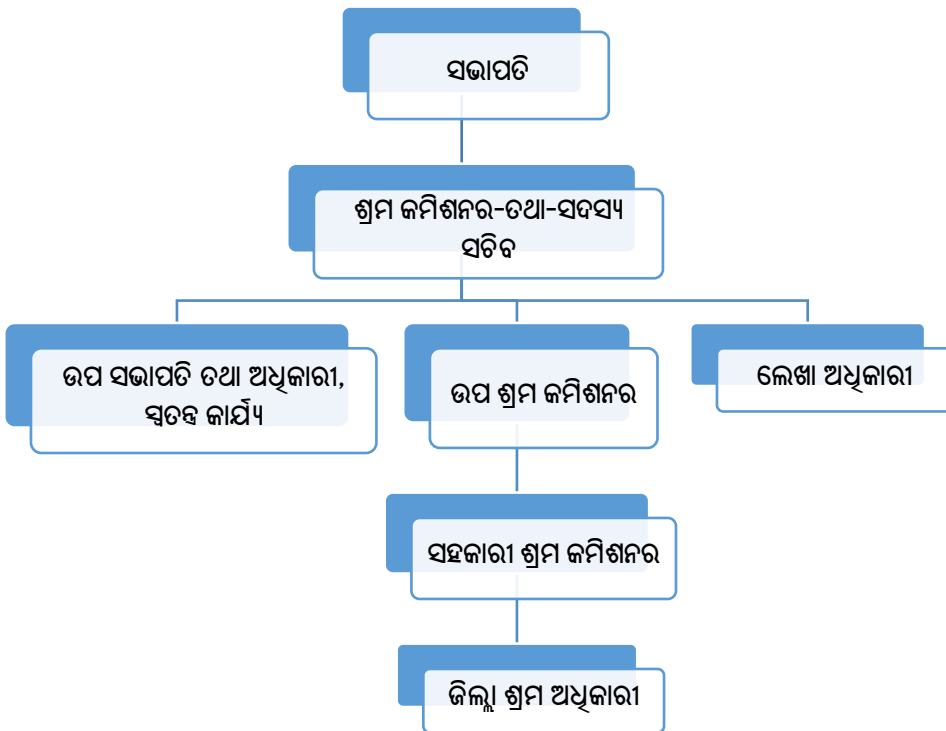 ସଭାପତି
ଶ୍ରମ କମିଶନର-ତଥା-ସଦସ୍ୟ
ସଚିବ
ଉପ ସଭାପତି ତଥା ଅଧିକାରୀ,
ସ୍ୱତନ୍ତ୍ର କାର୍ଯ୍ୟ
ଉପ ଶ୍ରମ କମିଶନର
ଲେଖା ଅଧିକାରୀ
ସହକାରୀ ଶ୍ରମ କମିଶନର
ଜିଲ୍ଲା ଶ୍ରମ ଅଧିକାରୀ